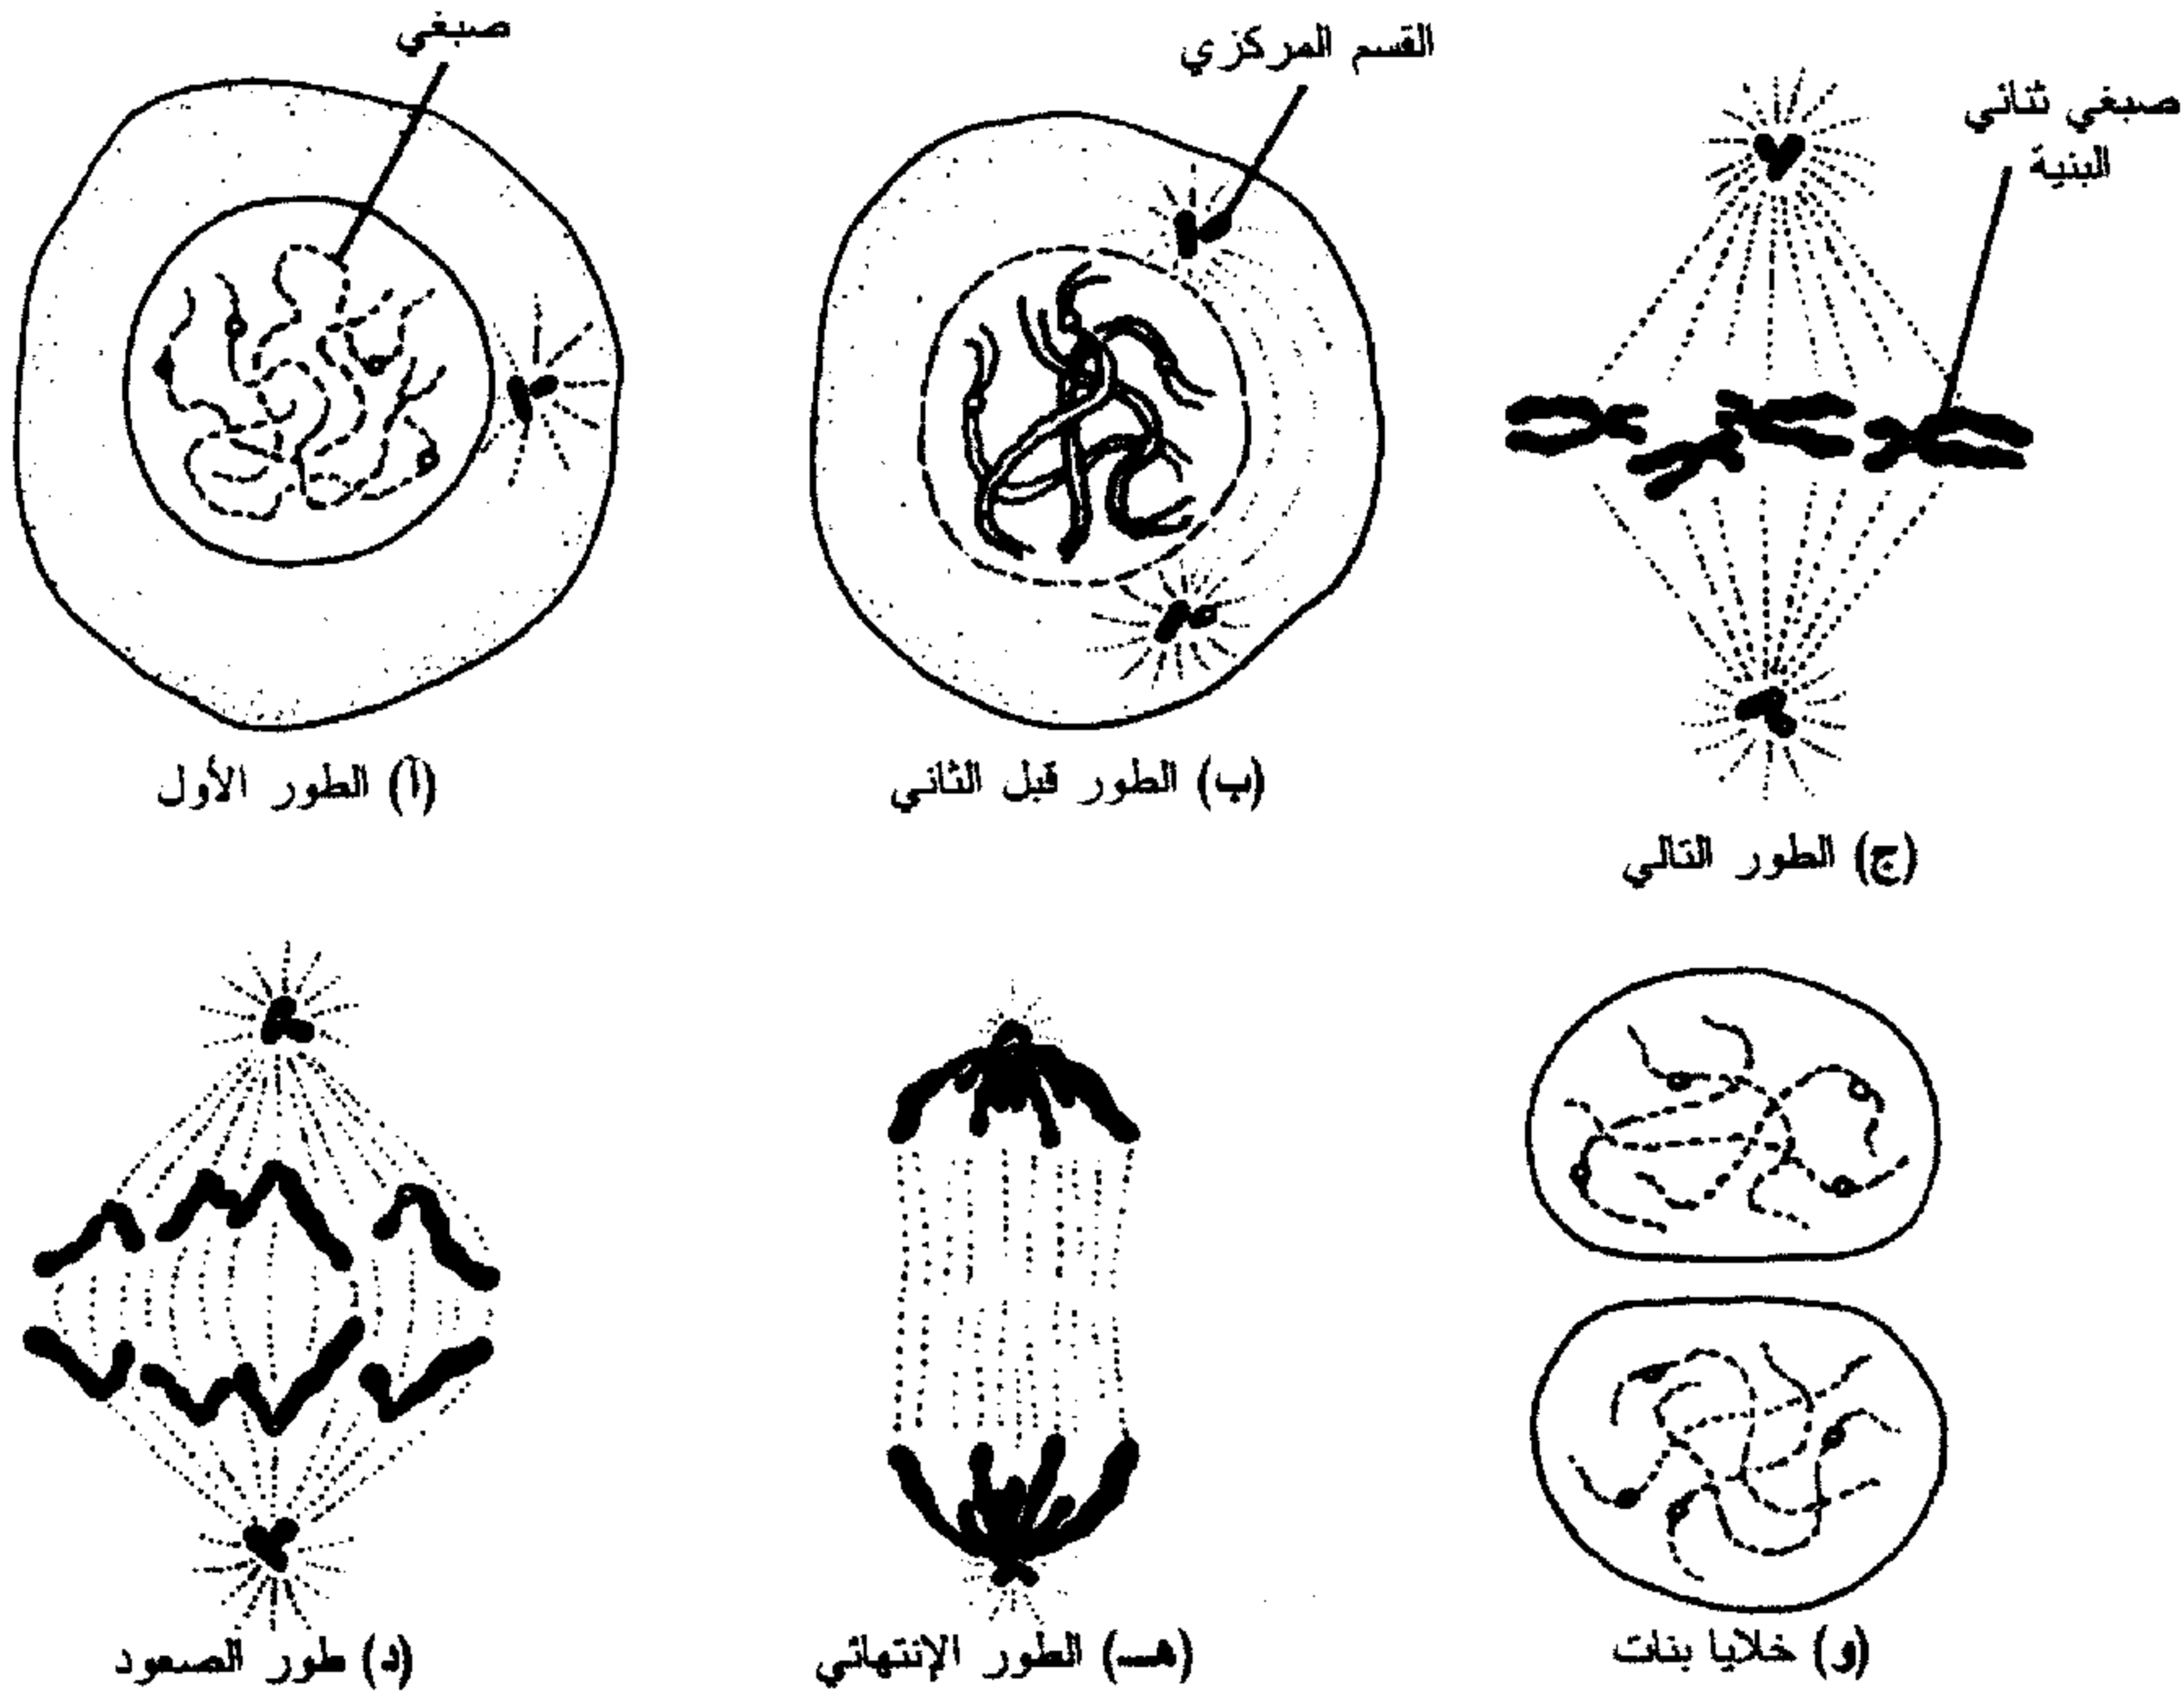 صبغي
القسم المركزي
صبغي ثنائي
البنية
(أ) الطور الأول
(ب) الطور قبل الثاني
(ج) الطور التالي
(د) طور الصعود
(هـ) الطور الإنتهائي
(و) خلايا بنات